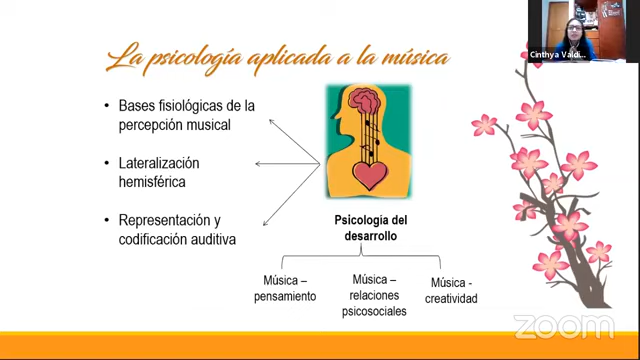 La psicología aplicada a la música
Cinthya Valdi...
• Bases fisiológicas de la
percepción musical
• Lateralización
hemisférica
• Representación y
codificación auditiva
Psicología del
desarrollo
Música –
pensamiento
Música–
relaciones
psicosociales
Música -
creatividad
zoom